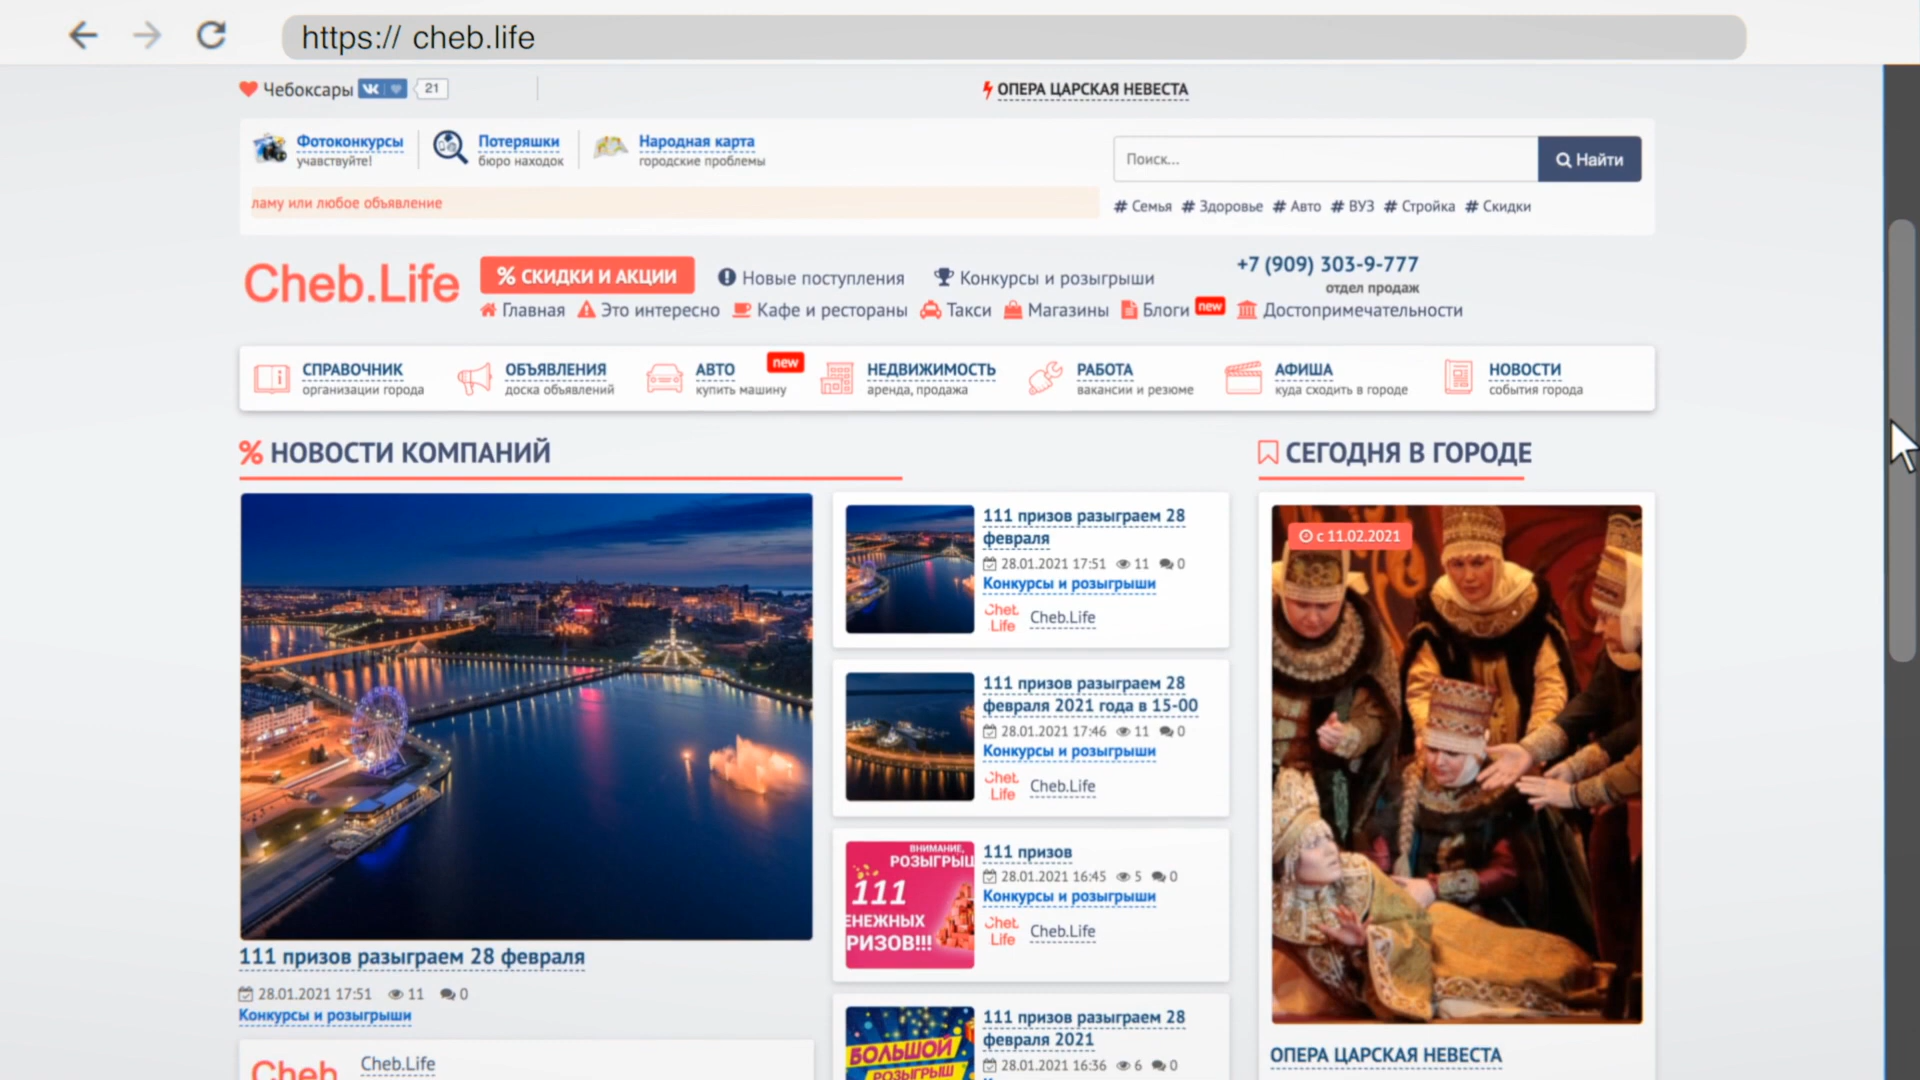 https:// cheb.life
Чебоксары
21
ОПЕРА ЦАРСКАЯ НЕВЕСТА
Фотоконкурсы
учавствуйте!
Потеряшки
бюро находок
Народная карта
городские проблемы
Поиск...
Найти
ламу или любое объявление
# Семья # Здоровье # Авто # ВУЗ # Стройка # Скидки
Cheb.Life
% СКИДКИ И АКЦИИ
Новые поступления
Конкурсы и розыгрыши
+7 (909) 303-9-777
отдел продаж
Главная
Это интересно
Кафе и рестораны
Такси
Магазины
Блоги
new
Достопримечательности
СПРАВОЧНИК
организации города
ОБЪЯВЛЕНИЯ
доска объявлений
АВТО
new
купить машину
НЕДВИЖИМОСТЬ
аренда, продажа
РАБОТА
вакансии и резюме
АФИША
куда сходить в городе
НОВОСТИ
события города
% НОВОСТИ КОМПАНИЙ
111 призов разыграем 28 февраля
28.01.2021 17:51 11 0
Конкурсы и розыгрыши
Cheb
Cheb.Life
111 призов разыграем 28
февраля
28.01.2021 17:51 11 0
Конкурсы и розыгрыши
Cheb.Life
111 призов разыграем 28
февраля 2021 года в 15-00
28.01.2021 17:46 11 0
Конкурсы и розыгрыши
Cheb.Life
ВНИМАНИЕ,
РОЗЫГРЫШ
111
ЕНЕЖНЫХ
РИЗОВ!!!
111 призов
28.01.2021 16:45 5 0
Конкурсы и розыгрыши
Cheb.Life
БОЛЬШОЙ
РОЗЫГРЫШ
111 призов разыграем 28
февраля 2021
28.01.2021 16:36 6 0
СЕГОДНЯ В ГОРОДЕ
с 11.02.2021
ОПЕРА ЦАРСКАЯ НЕВЕСТА